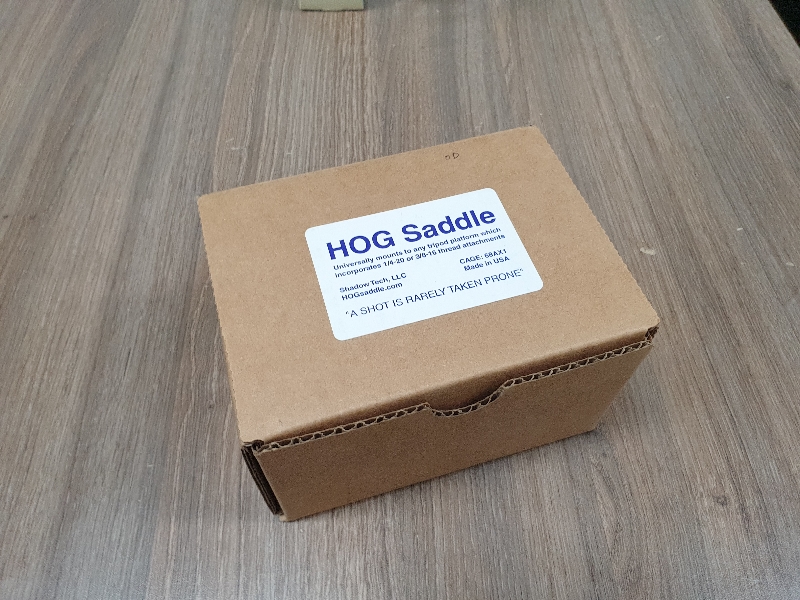 HOG Saddle
Universally mounts to any tripod platform which
incorporates 1/4-20 or 3/8-16 thread attachments
ShadowTech, LLC
HOGsaddle.com
CAGE: 68AX1
Made in USA
"A SHOT IS RARELY TAKEN PRONE"